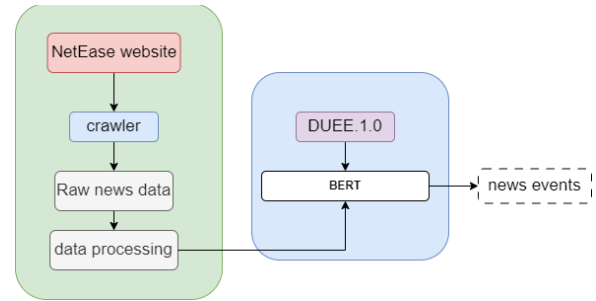 NetEase website
crawler
Raw news data
data processing
DUEE.1.0
BERT
news events